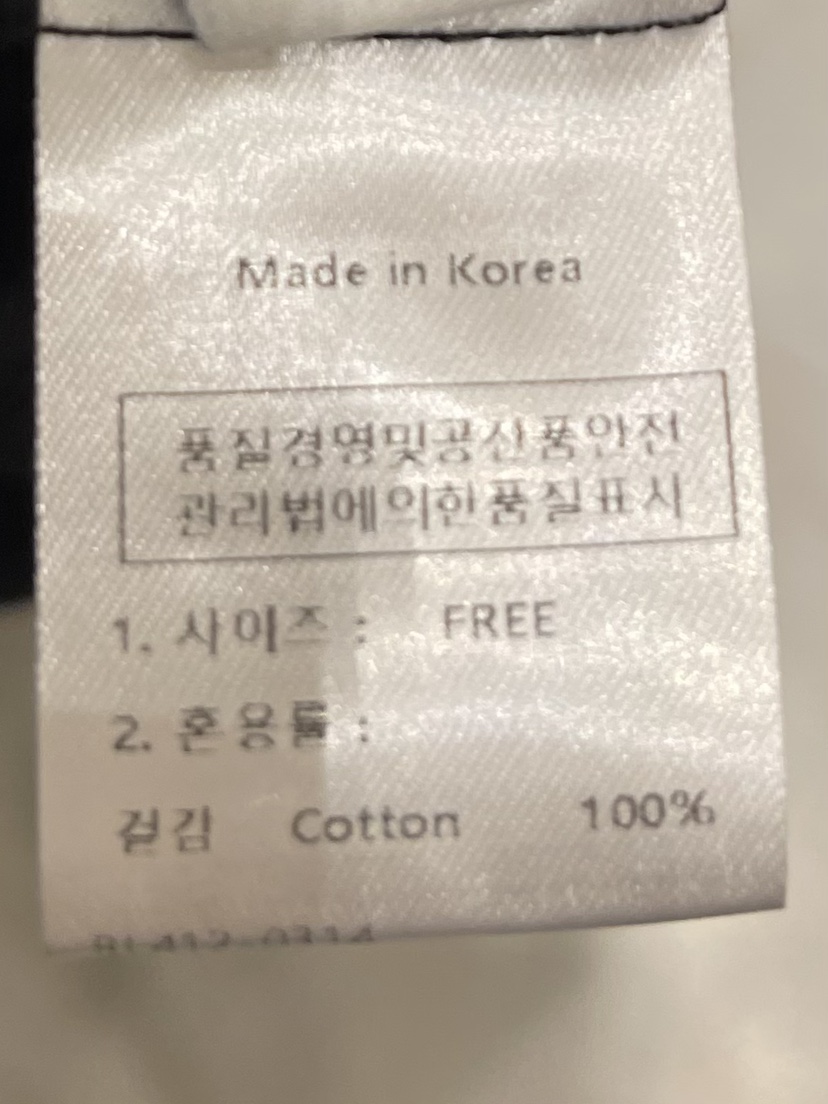 Made in Korea
품질경영및공산품안전
관리법에의한품질표시
1. 사이즈 : FREE
2. 혼용률 :
겉감 Cotton 100%